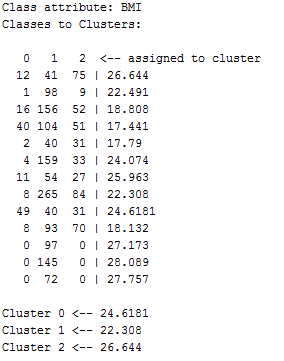 Class attribute: BMI
Classes to Clusters:

   0   1   2  <-- assigned to cluster
  12  41  75 | 26.644
   1  98   9 | 22.491
  16 156  52 | 18.808
  40 104  51 | 17.441
   2  40  31 | 17.79
   4 159  33 | 24.074
  11  54  27 | 25.963
   8 265  84 | 22.308
  49  40  31 | 24.6181
   8  93  70 | 18.132
   0  97   0 | 27.173
   0 145   0 | 28.089
   0  72   0 | 27.757

Cluster 0 <-- 24.6181
Cluster 1 <-- 22.308
Cluster 2 <-- 26.644